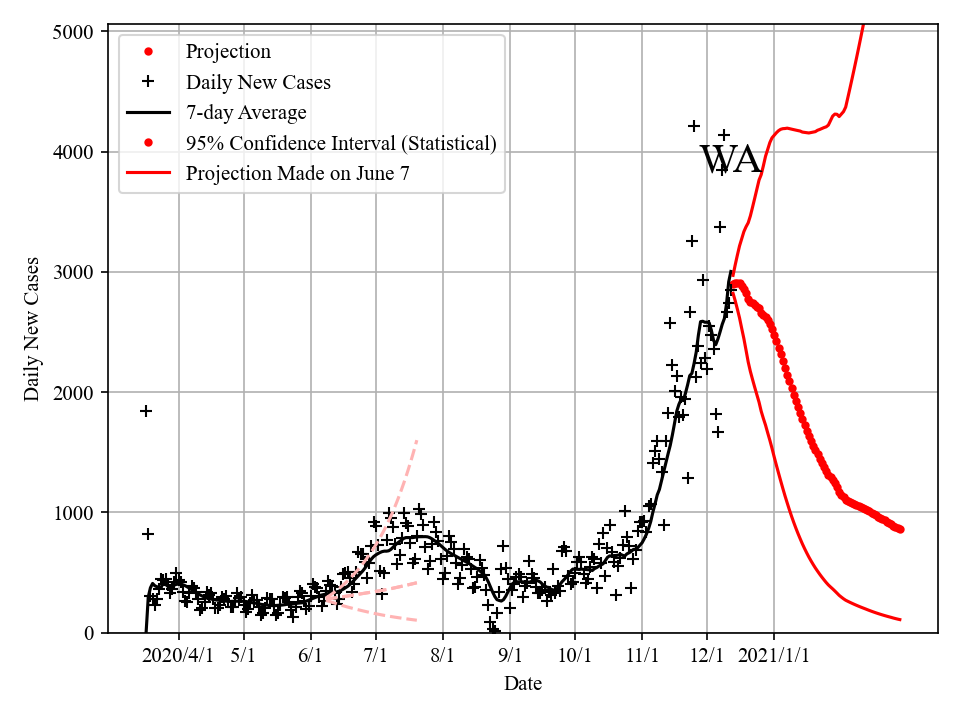 5000
4000
3000
2000
1000
0
Daily New Cases
Projection
Daily New Cases
7-day Average
95% Confidence Interval (Statistical)
Projection Made on June 7
WA
2020/4/1 5/1 6/1 7/1 8/1 9/1 10/1 11/1 12/1 2021/1/1
Date